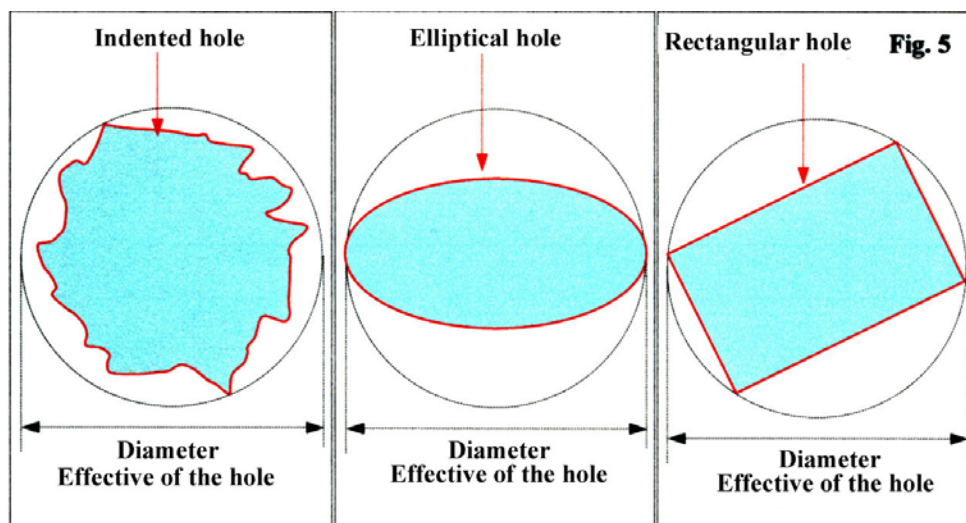 Indented hole
Diameter
Effective of the hole
Elliptical hole
Diameter
Effective of the hole
Rectangular hole
Fig. 5
Diameter
Effective of the hole